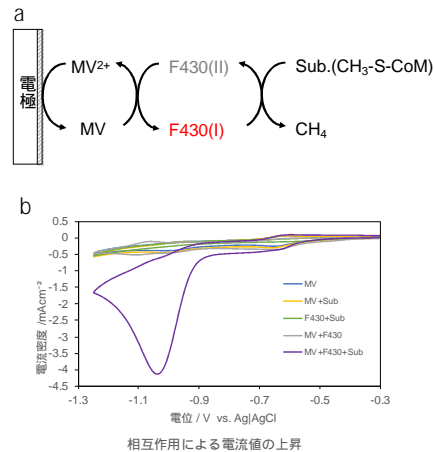 a
電極
MV²⁺
F430(II)
Sub.(CH₃-S-CoM)
MV
F430(I)
CH₄
b
電流密度 /mAcm⁻²
0.5
0
-0.5
-1
-1.5
-2
-2.5
-3
-3.5
-4
-4.5
MV
MV+Sub
F430+Sub
MV+F430
MV+F430+Sub
-1.3
-1.1
-0.9
-0.7
-0.5
-0.3
電位 / V vs. Ag|AgCl
相互作用による電流値の上昇